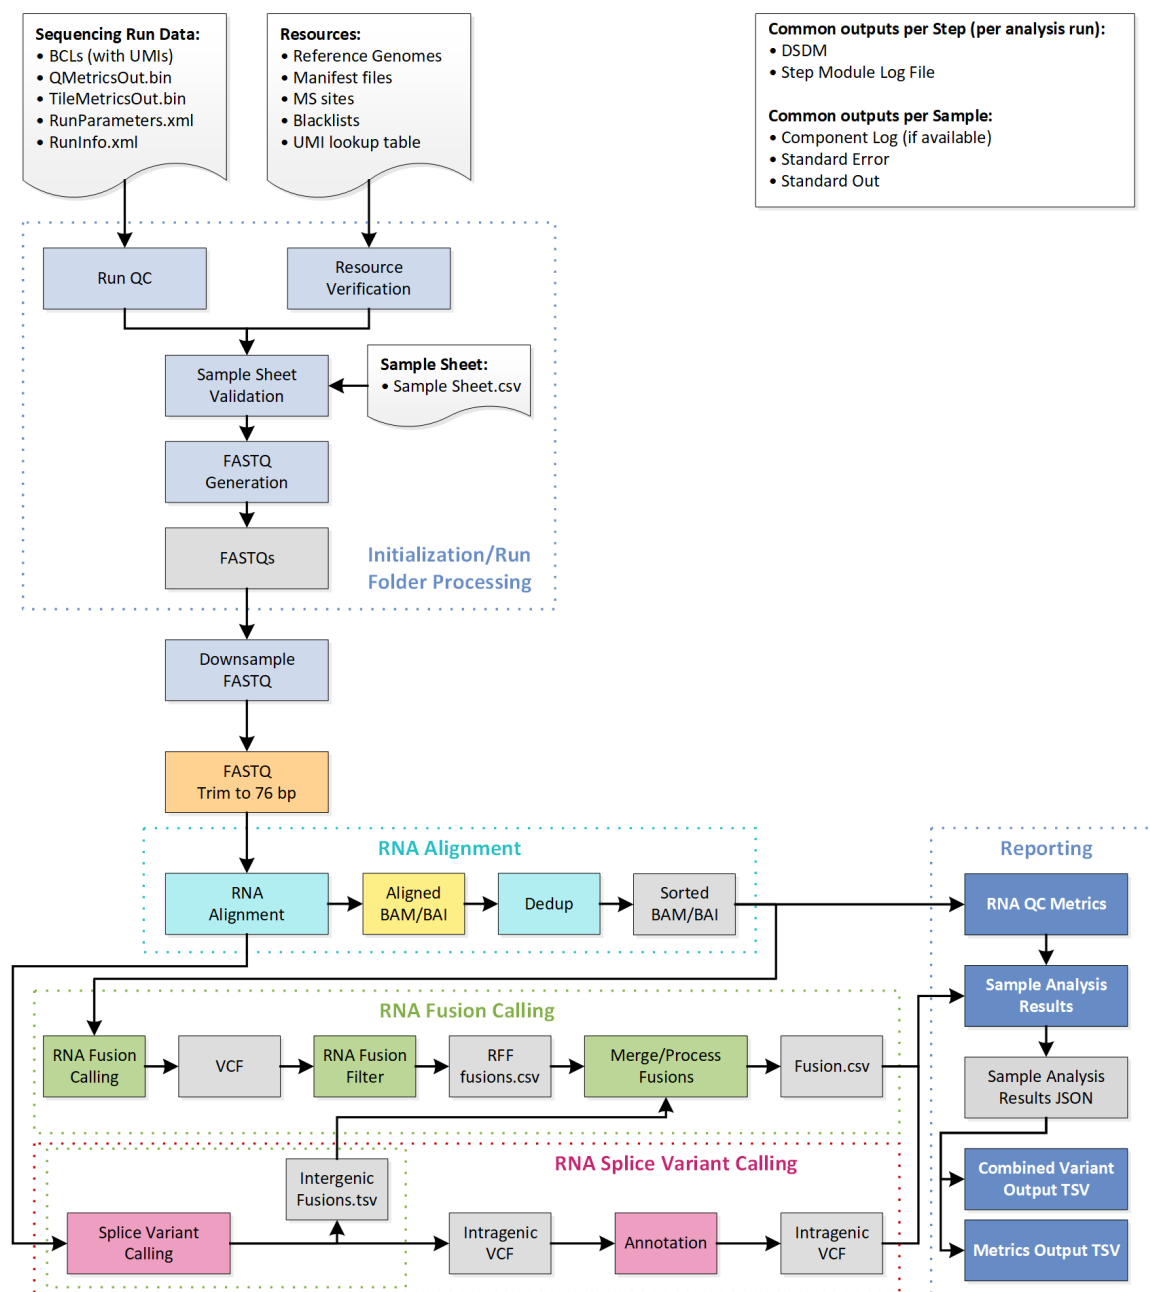 Sequencing Run Data:
• BCLs (with UMIs)
• QMetricsOut.bin
• TileMetricsOut.bin
• RunParameters.xml
• RunInfo.xml
Resources:
• Reference Genomes
• Manifest files
• MS sites
• Blacklists
• UMI lookup table
Common outputs per Step (per analysis run):
• DSDM
• Step Module Log File
Common outputs per Sample:
• Component Log (if available)
• Standard Error
• Standard Out
Run QC
Resource
Verification
Sample Sheet
Validation
Sample Sheet:
• Sample Sheet.csv
FASTQ
Generation
FASTQs
Initialization/Run
Folder Processing
Downsample
FASTQ
FASTQ
Trim to 76 bp
RNA Alignment
RNA
Alignment
Aligned
BAM/BAI
Dedup
Sorted
BAM/BAI
Reporting
RNA QC Metrics
Sample Analysis
Results
Sample Analysis
Results JSON
Combined Variant
Output TSV
Metrics Output TSV
RNA Fusion Calling
RNA Fusion
Calling
VCF
RNA Fusion
Filter
RFF
fusions.csv
Merge/Process
Fusions
Fusion.csv
RNA Splice Variant Calling
Intergenic
Fusions.tsv
Splice Variant
Calling
Intragenic
VCF
Annotation
Intragenic
VCF